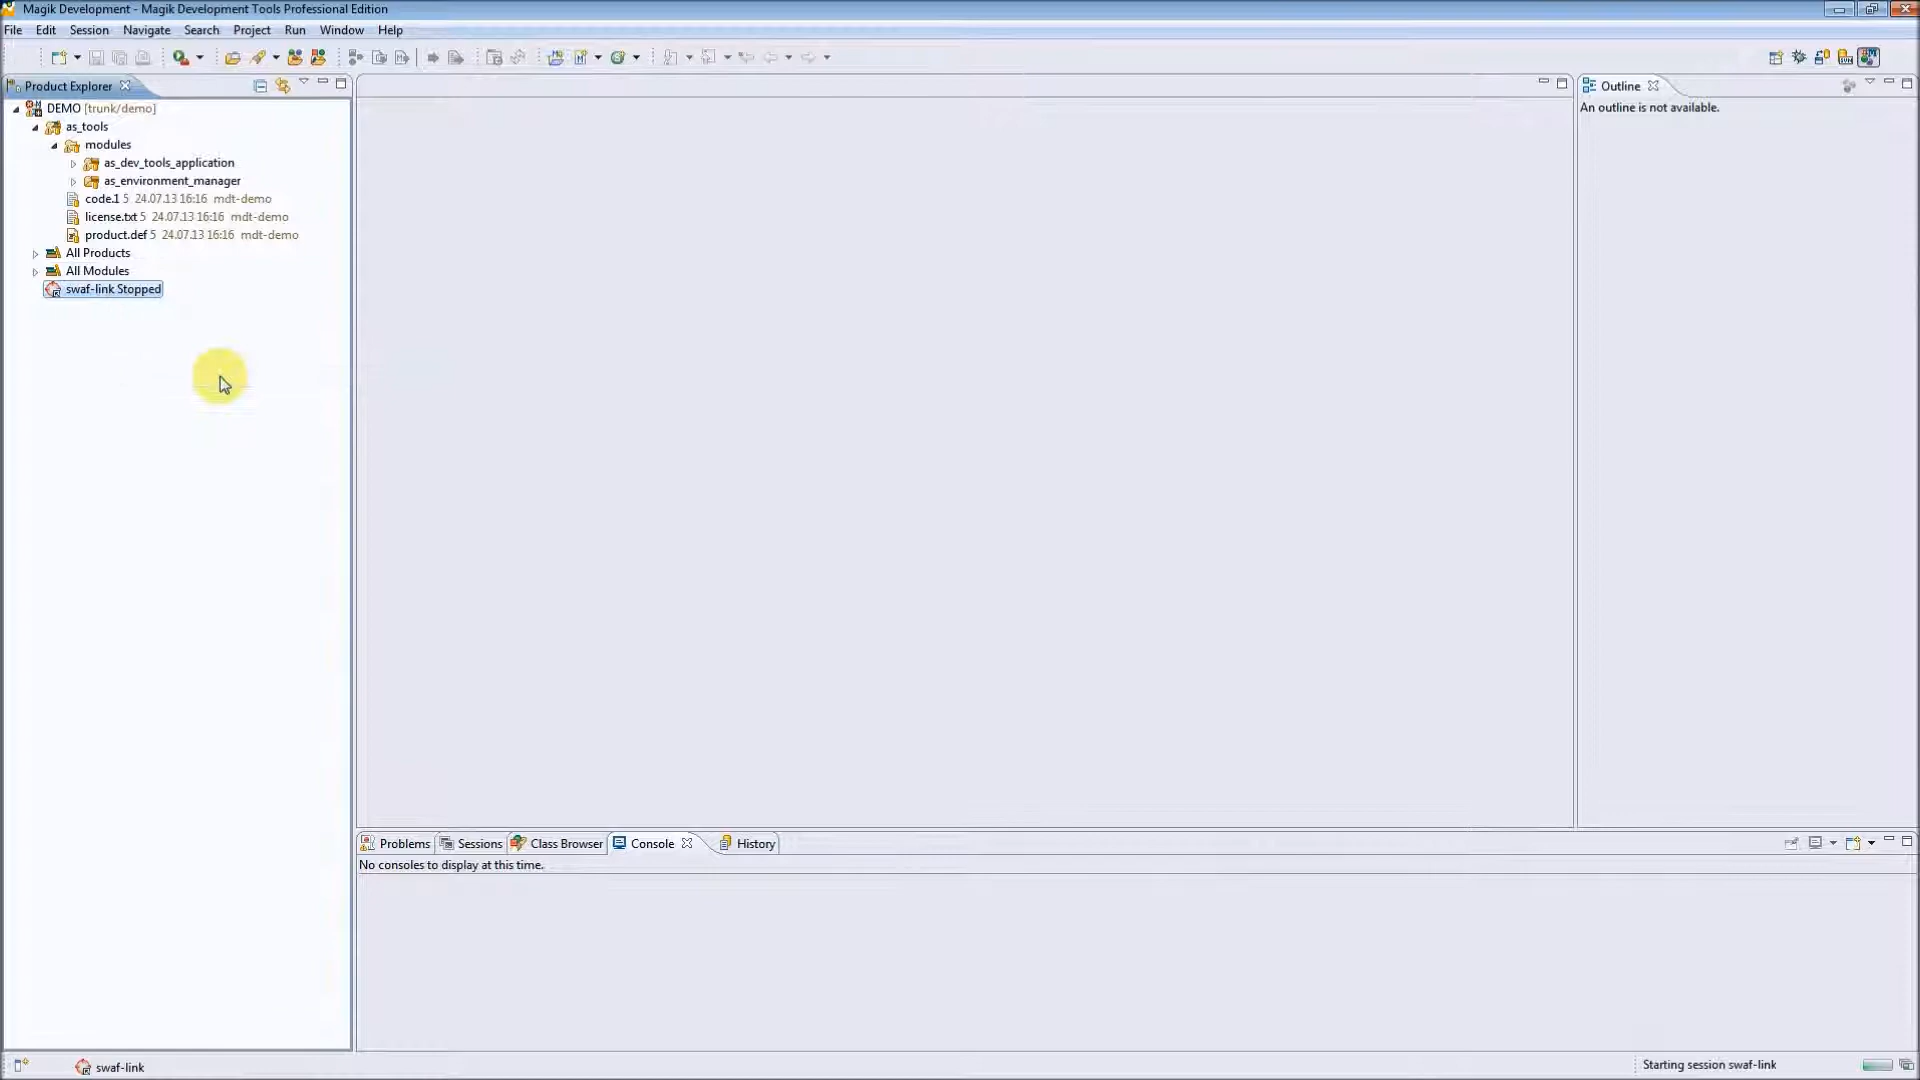 Magik Development - Magik Development Tools Professional Edition
File Edit Session Navigate Search Project Run Window Help
Product Explorer
DEMO [trunk/demo]
as_tools
modules
as_dev_tools_application
as_environment_manager
code.1 5 24.07.13 16:16 mdt-demo
license.txt 5 24.07.13 16:16 mdt-demo
product.def 5 24.07.13 16:16 mdt-demo
All Products
All Modules
swaf-link Stopped
Outline
An outline is not available.
Problems Sessions Class Browser Console History
No consoles to display at this time.
swaf-link
Starting session swaf-link